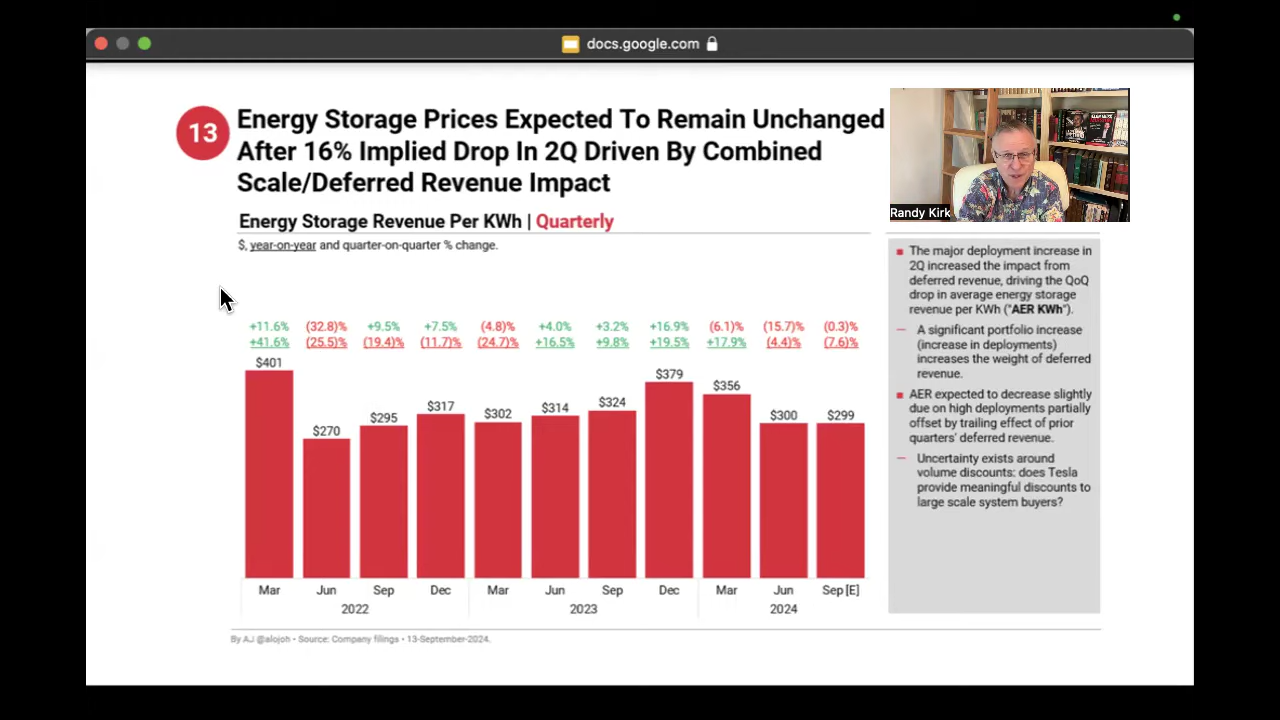 docs.google.com
13
Energy Storage Prices Expected To Remain Unchanged
After 16% Implied Drop In 2Q Driven By Combined
Scale/Deferred Revenue Impact
Randy Kirk
Energy Storage Revenue Per KWh | Quarterly
$, year-on-year and quarter-on-quarter % change.
+11.6% (32.8)% +9.5% +7.5% (4.8)% +4.0% +3.2% +16.9% (6.1)% (15.7)% (0.3)%
+41.6% (25.5)% (19.4)% (11.7)% (24.7)% +16.5% +9.8% +19.5% +17.9% (4.4)% (7.6)%
$401 $270 $295 $317 $302 $314 $324 $379 $356 $300 $299
Mar Jun Sep Dec Mar Jun Sep Dec Mar Jun Sep [E]
2022 2023 2024
The major deployment increase in
2Q increased the impact from
deferred revenue, driving the QoQ
drop in average energy storage
revenue per KWh ("AER KWh").
— A significant portfolio increase
(increase in deployments)
increases the weight of deferred
revenue.
AER expected to decrease slightly
due on high deployments partially
offset by trailing effect of prior
quarters' deferred revenue.
— Uncertainty exists around
volume discounts: does Tesla
provide meaningful discounts to
large scale system buyers?
By AJ @alojoh • Source: Company filings • 13-September-2024.